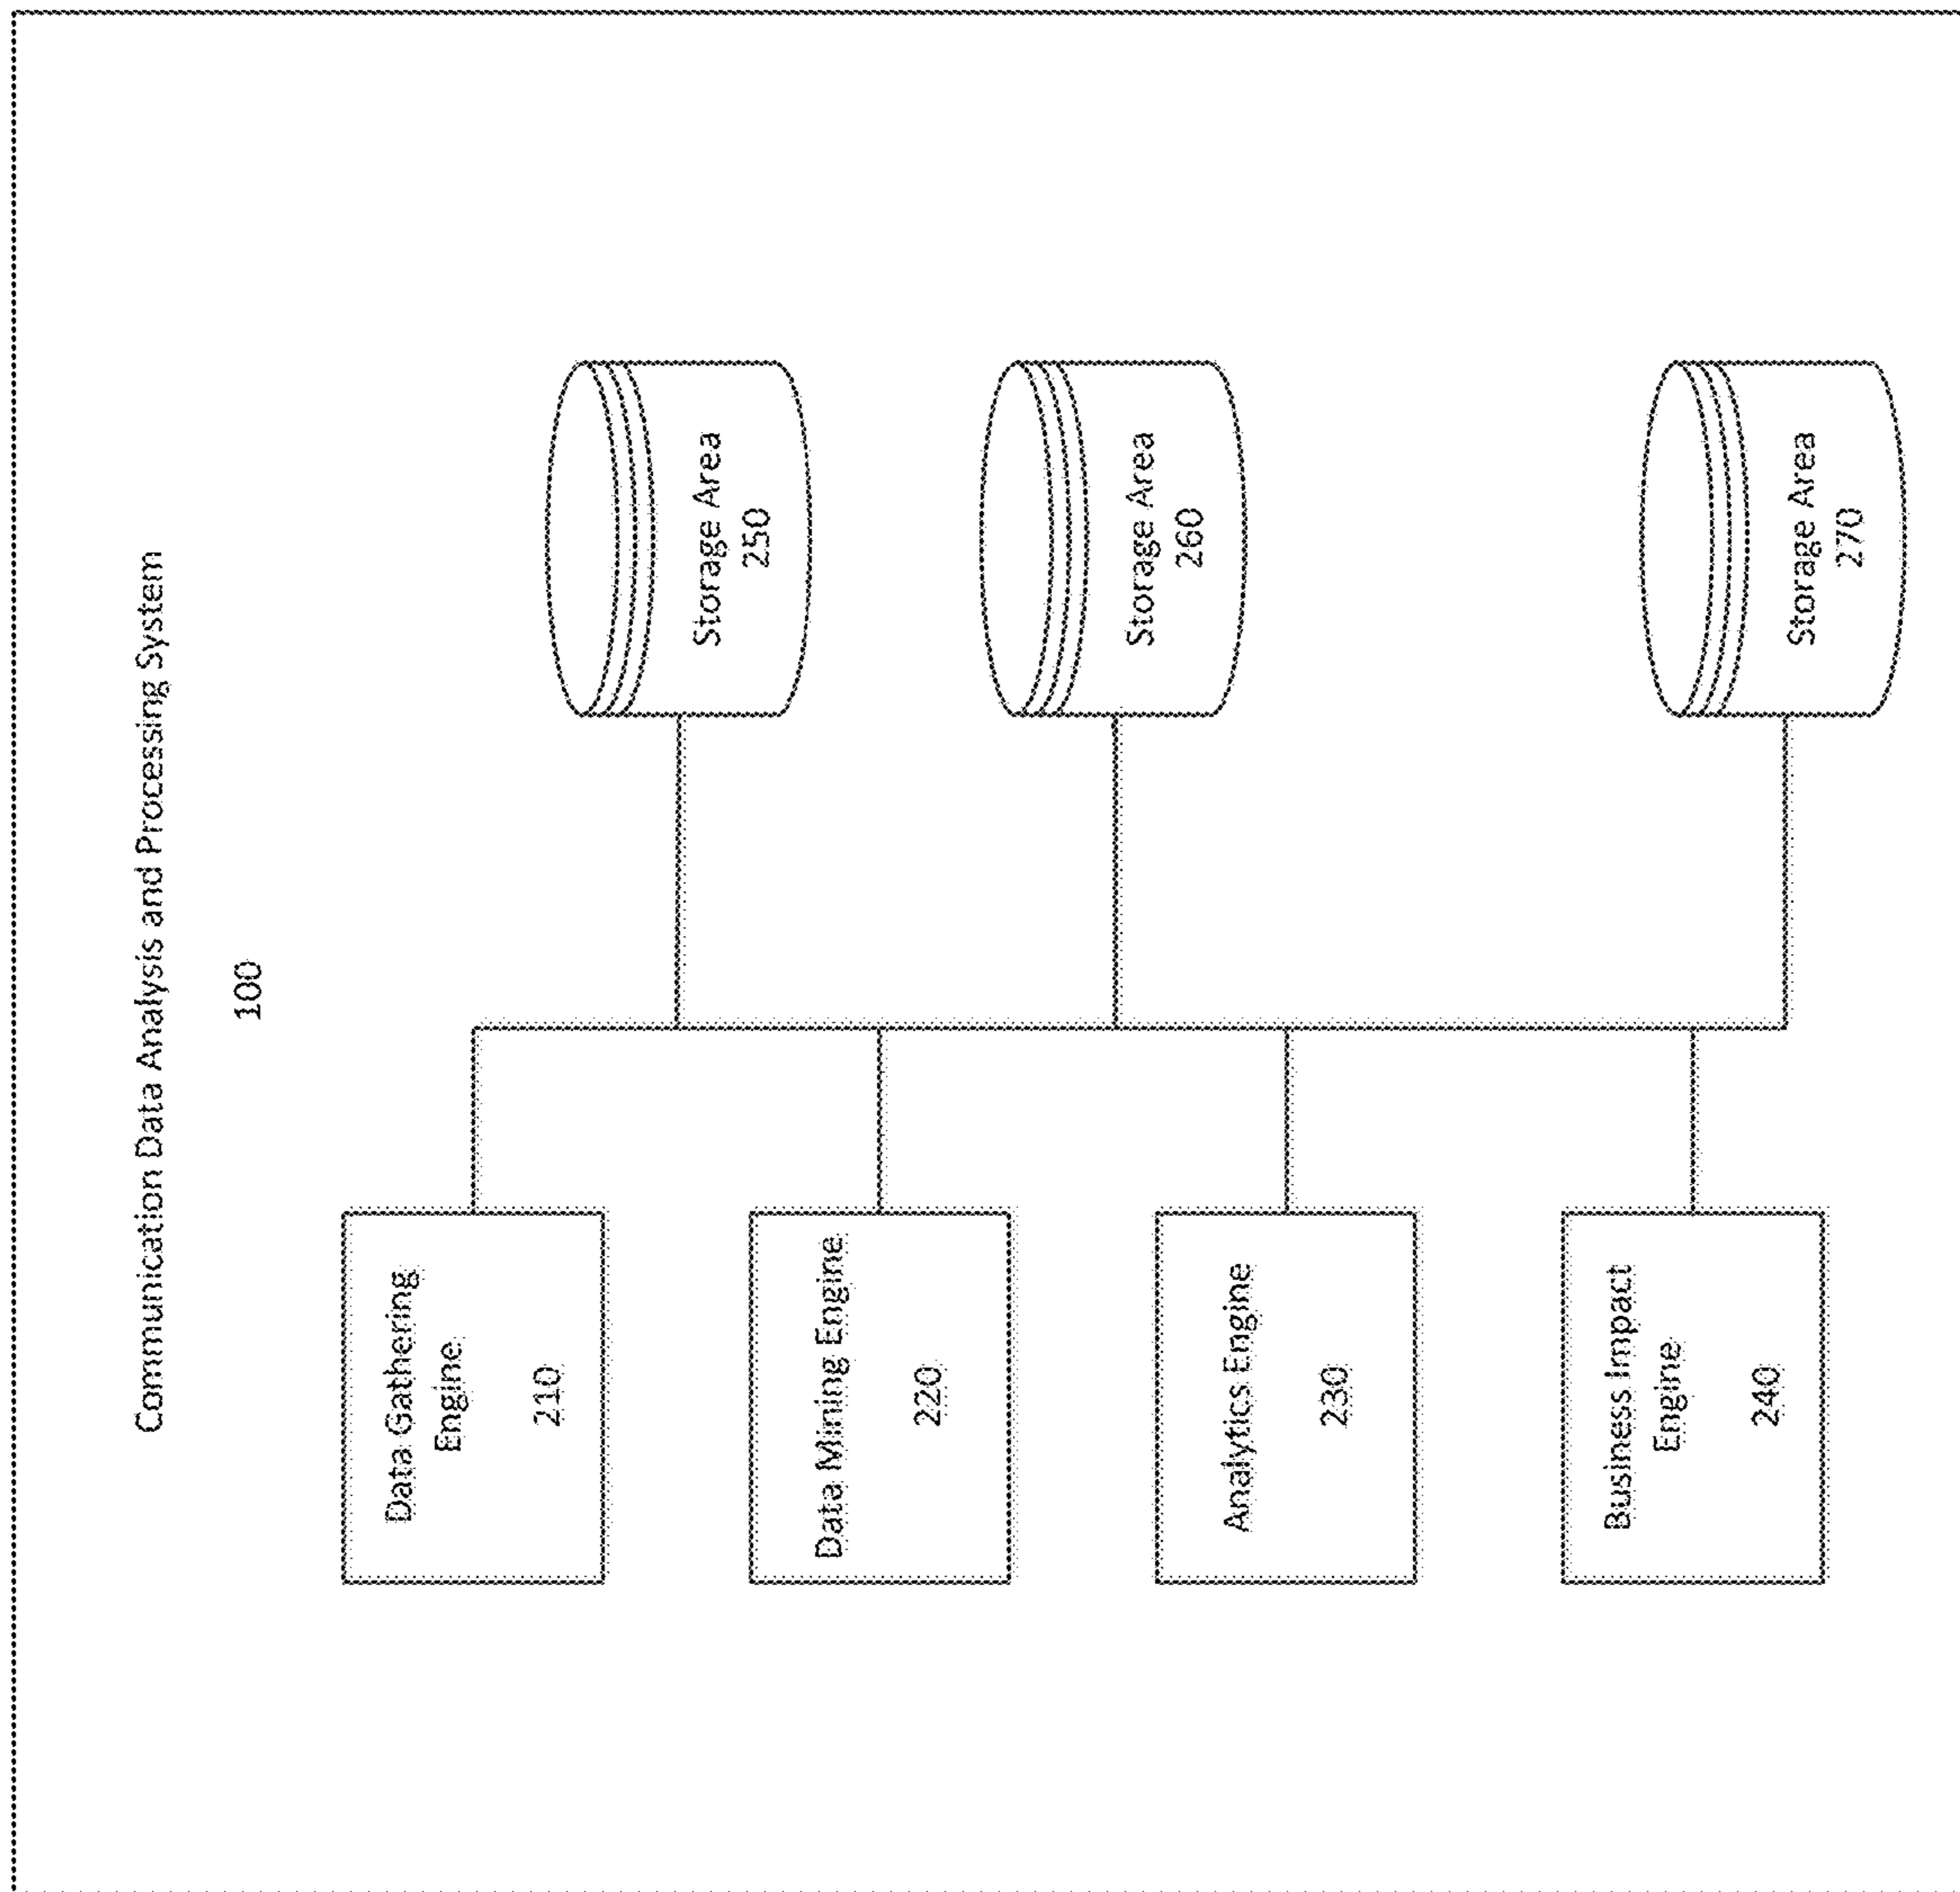 Communication Data Analysis and Processing System
100
Data Gathering
Engine
210
Data Mining Engine
220
Analytics Engine
230
Business Impact
Engine
240
Storage Area
250
Storage Area
260
Storage Area
270